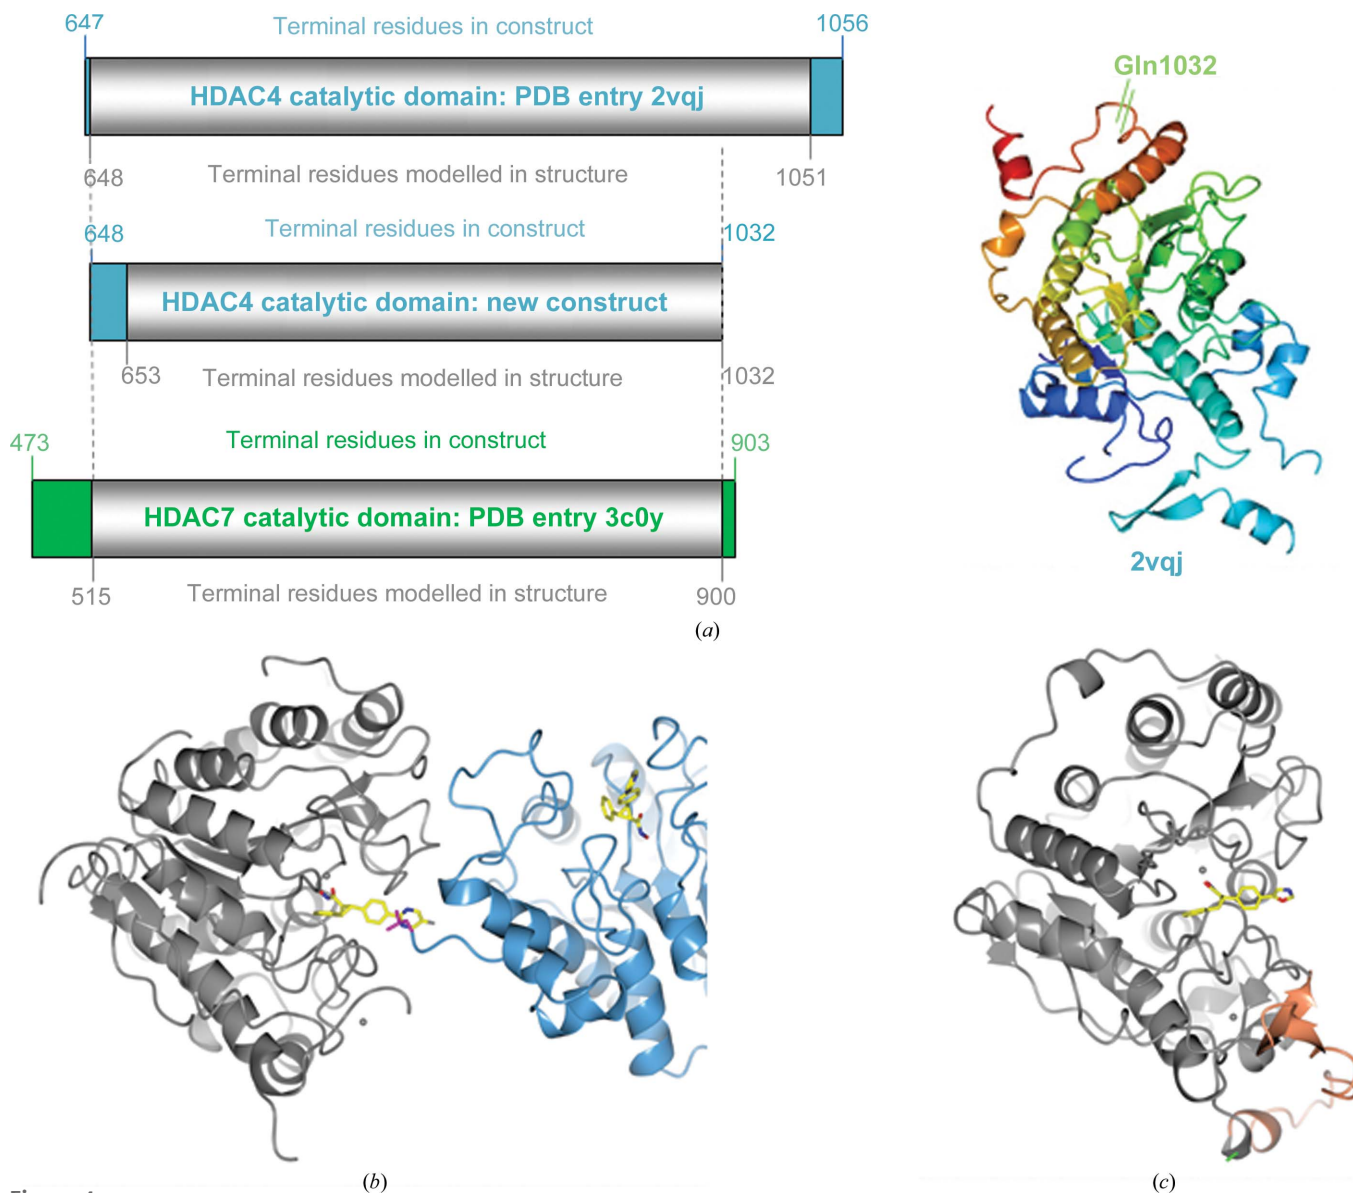 647
Terminal residues in construct
1056
HDAC4 catalytic domain: PDB entry 2vqj
648
Terminal residues modelled in structure
1051
Gln1032
648
Terminal residues in construct
1032
HDAC4 catalytic domain: new construct
653
Terminal residues modelled in structure
1032
473
Terminal residues in construct
903
HDAC7 catalytic domain: PDB entry 3c0y
515
Terminal residues modelled in structure
900
2vqj
(a)
(b)
(c)